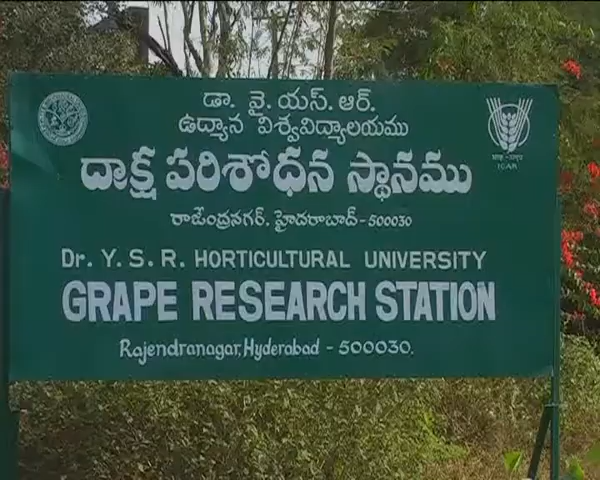 డా. వై. యస్. ఆర్.
ఉద్యాన విశ్వవిద్యాలయము
ద్రాక్ష పరిశోధన స్థానము
రాజేంద్రనగర్, హైదరాబాద్-500030
Dr. Y. S. R. HORTICULTURAL UNIVERSITY
GRAPE RESEARCH STATION
Rajendranagar, Hyderabad - 500030.
ICAR